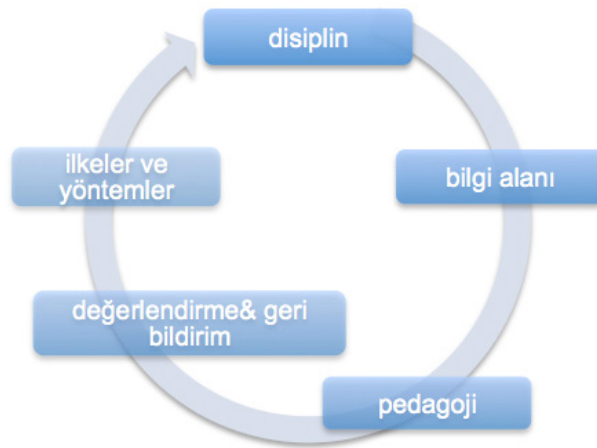 disiplin
bilgi alanı
pedagoji
değerlendirme& geri
bildirim
ilkeler ve
yöntemler